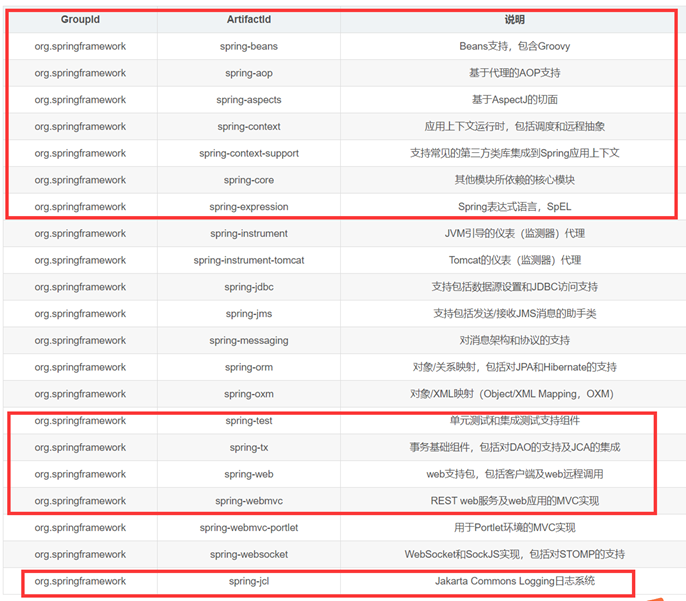 GroupId ArtifactId 说明
org.springframework spring-beans Beans支持，包含Groovy
org.springframework spring-aop 基于代理的AOP支持
org.springframework spring-aspects 基于AspectJ的切面
org.springframework spring-context 应用上下文运行时，包括调度和远程抽象
org.springframework spring-context-support 支持常见的第三方类库集成到Spring应用上下文
org.springframework spring-core 其他模块所依赖的核心模块
org.springframework spring-expression Spring表达式语言，SpEL
org.springframework spring-instrument JVM引导的仪表（监测器）代理
org.springframework spring-instrument-tomcat Tomcat的仪表（监测器）代理
org.springframework spring-jdbc 支持包括数据源设置和JDBC访问支持
org.springframework spring-jms 支持包括发送/接收JMS消息的助手类
org.springframework spring-messaging 对消息架构和协议的支持
org.springframework spring-orm 对象/关系映射，包括对JPA和Hibernate的支持
org.springframework spring-oxm 对象/XML映射（Object/XML Mapping，OXM）
org.springframework spring-test 单元测试和集成测试支持组件
org.springframework spring-tx 事务基础组件，包括对DAO的支持及JCA的集成
org.springframework spring-web web支持包，包括客户端及web远程调用
org.springframework spring-webmvc REST web服务及web应用的MVC实现
org.springframework spring-webmvc-portlet 用于Portlet环境的MVC实现
org.springframework spring-websocket WebSocket和SockJS实现，包括对STOMP的支持
org.springframework spring-jcl Jakarta Commons Logging日志系统